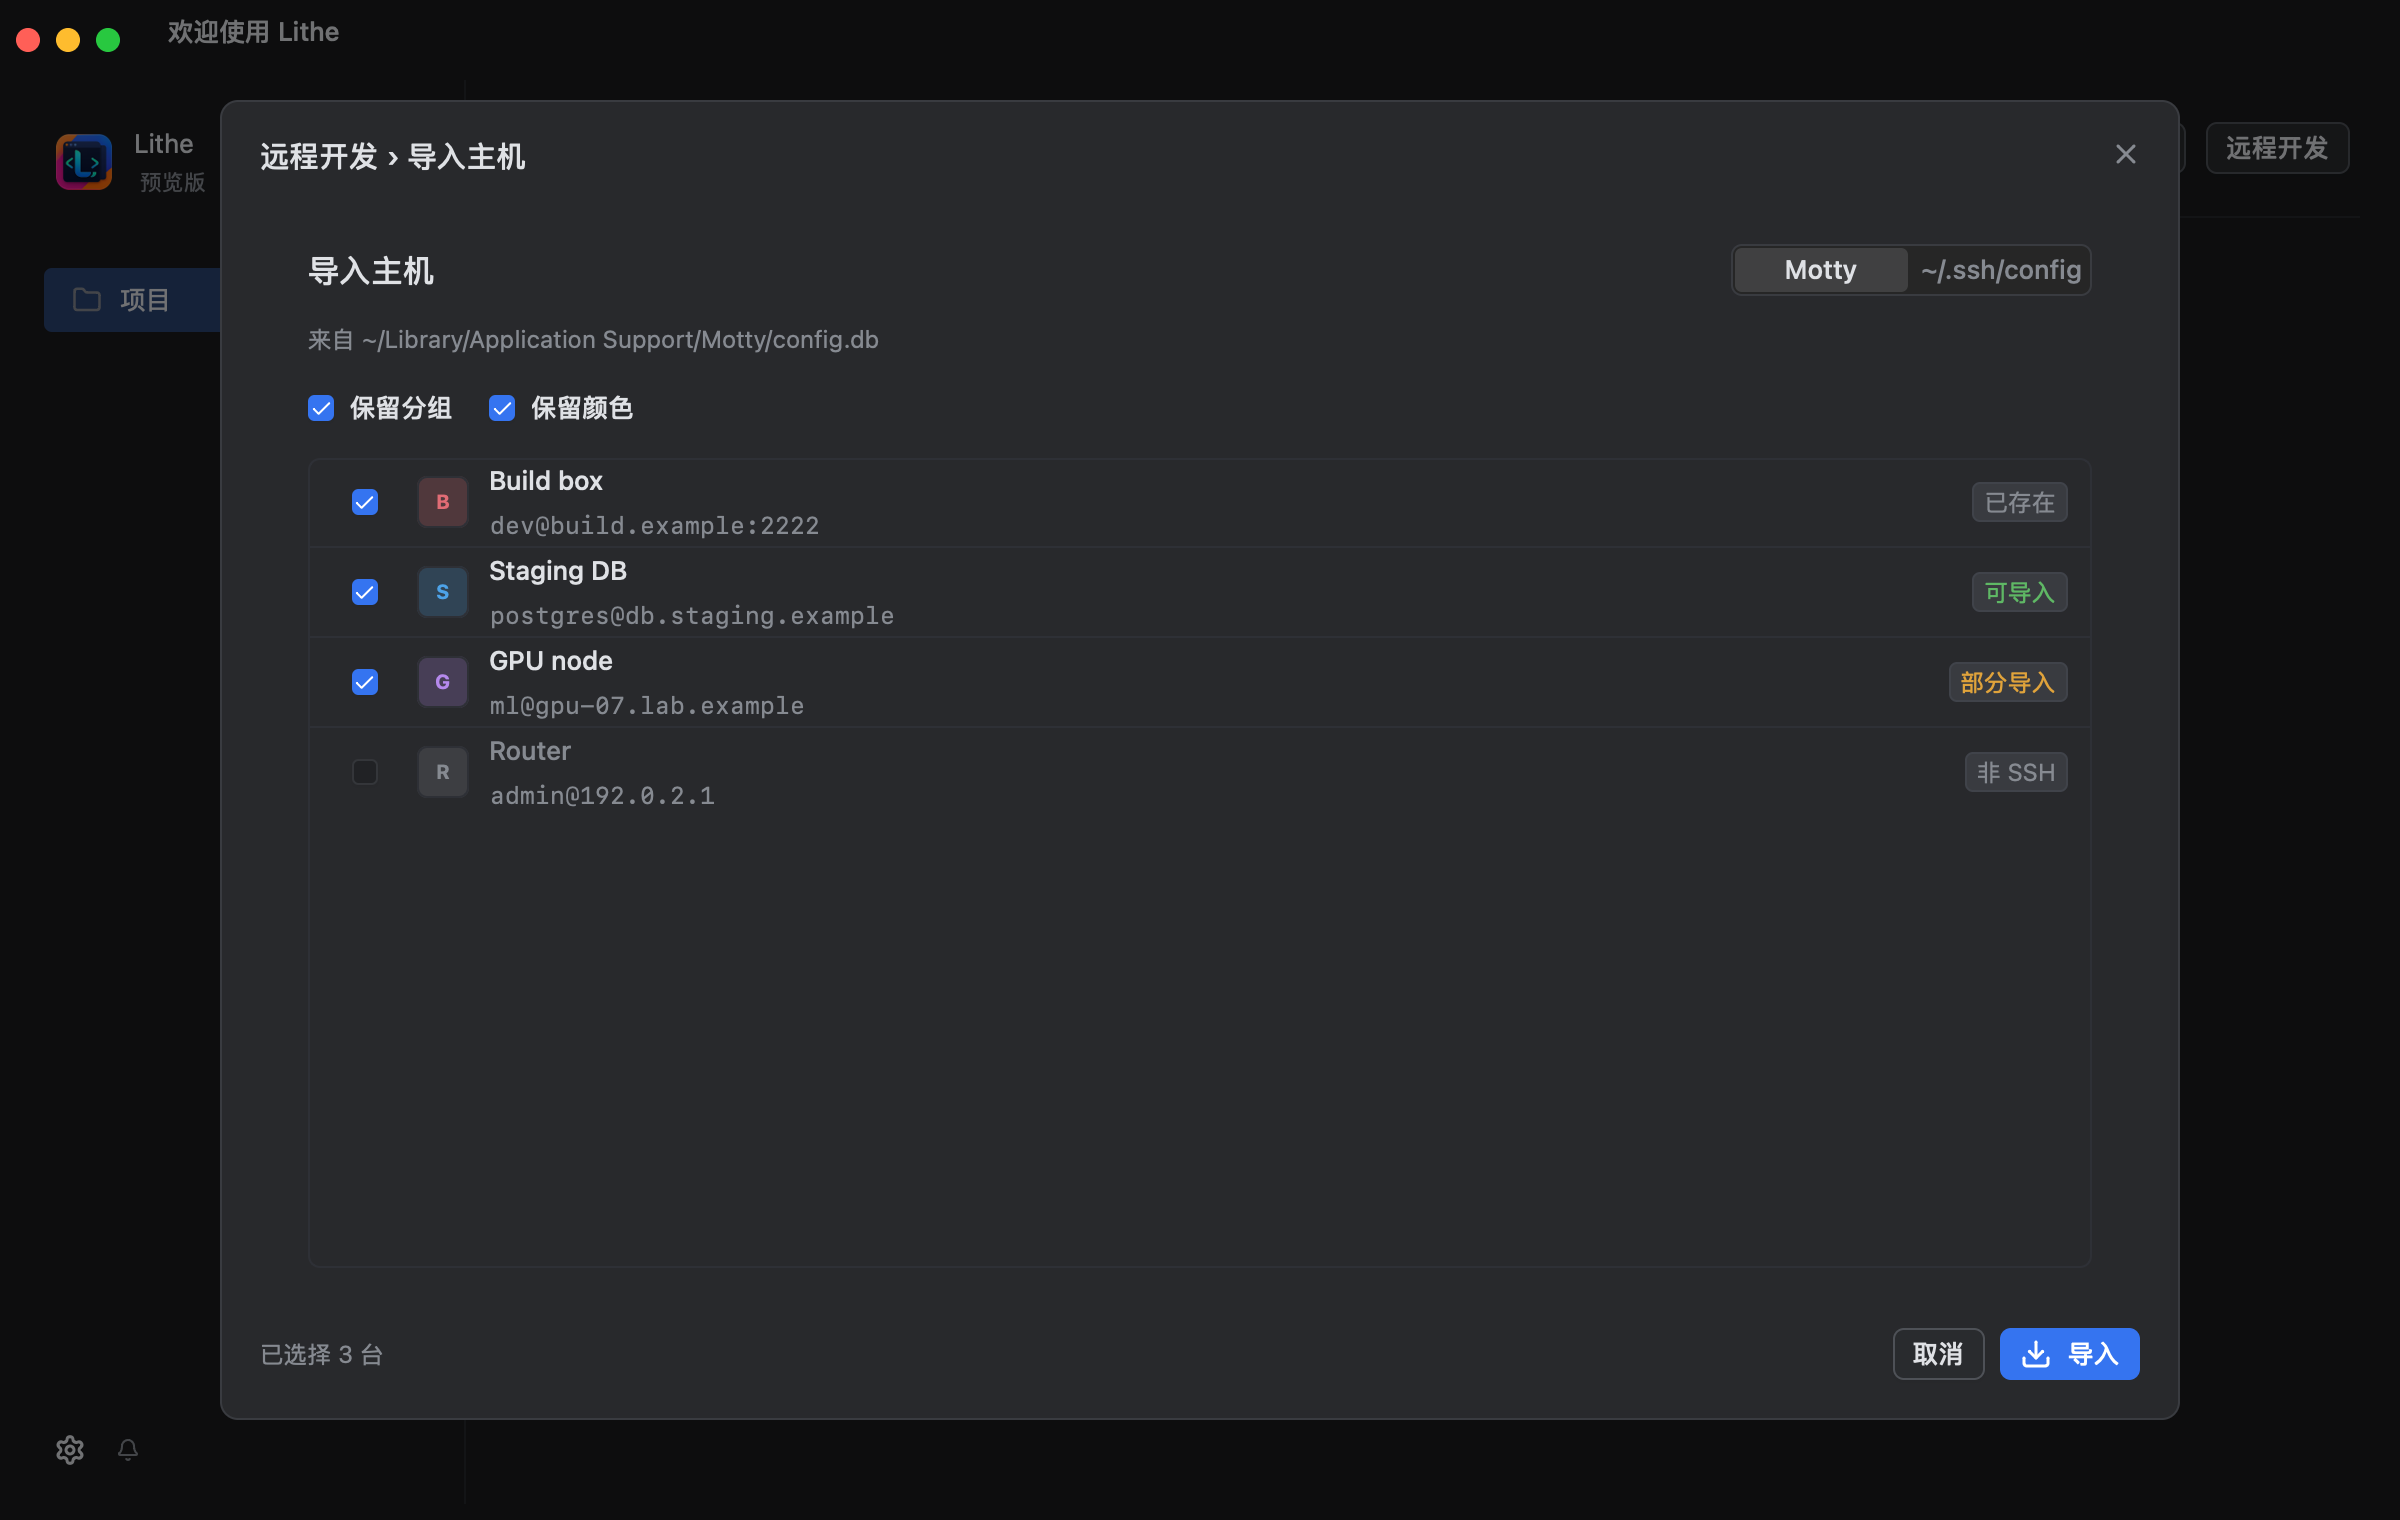 欢迎使用 Lithe
Lithe
预览版
远程开发
项目
远程开发 › 导入主机
导入主机
Motty
~/.ssh/config
来自 ~/Library/Application Support/Motty/config.db
保留分组
保留颜色
B
Build box
dev@build.example:2222
已存在
S
Staging DB
postgres@db.staging.example
可导入
G
GPU node
ml@gpu-07.lab.example
部分导入
R
Router
admin@192.0.2.1
非 SSH
已选择 3 台
取消
导入